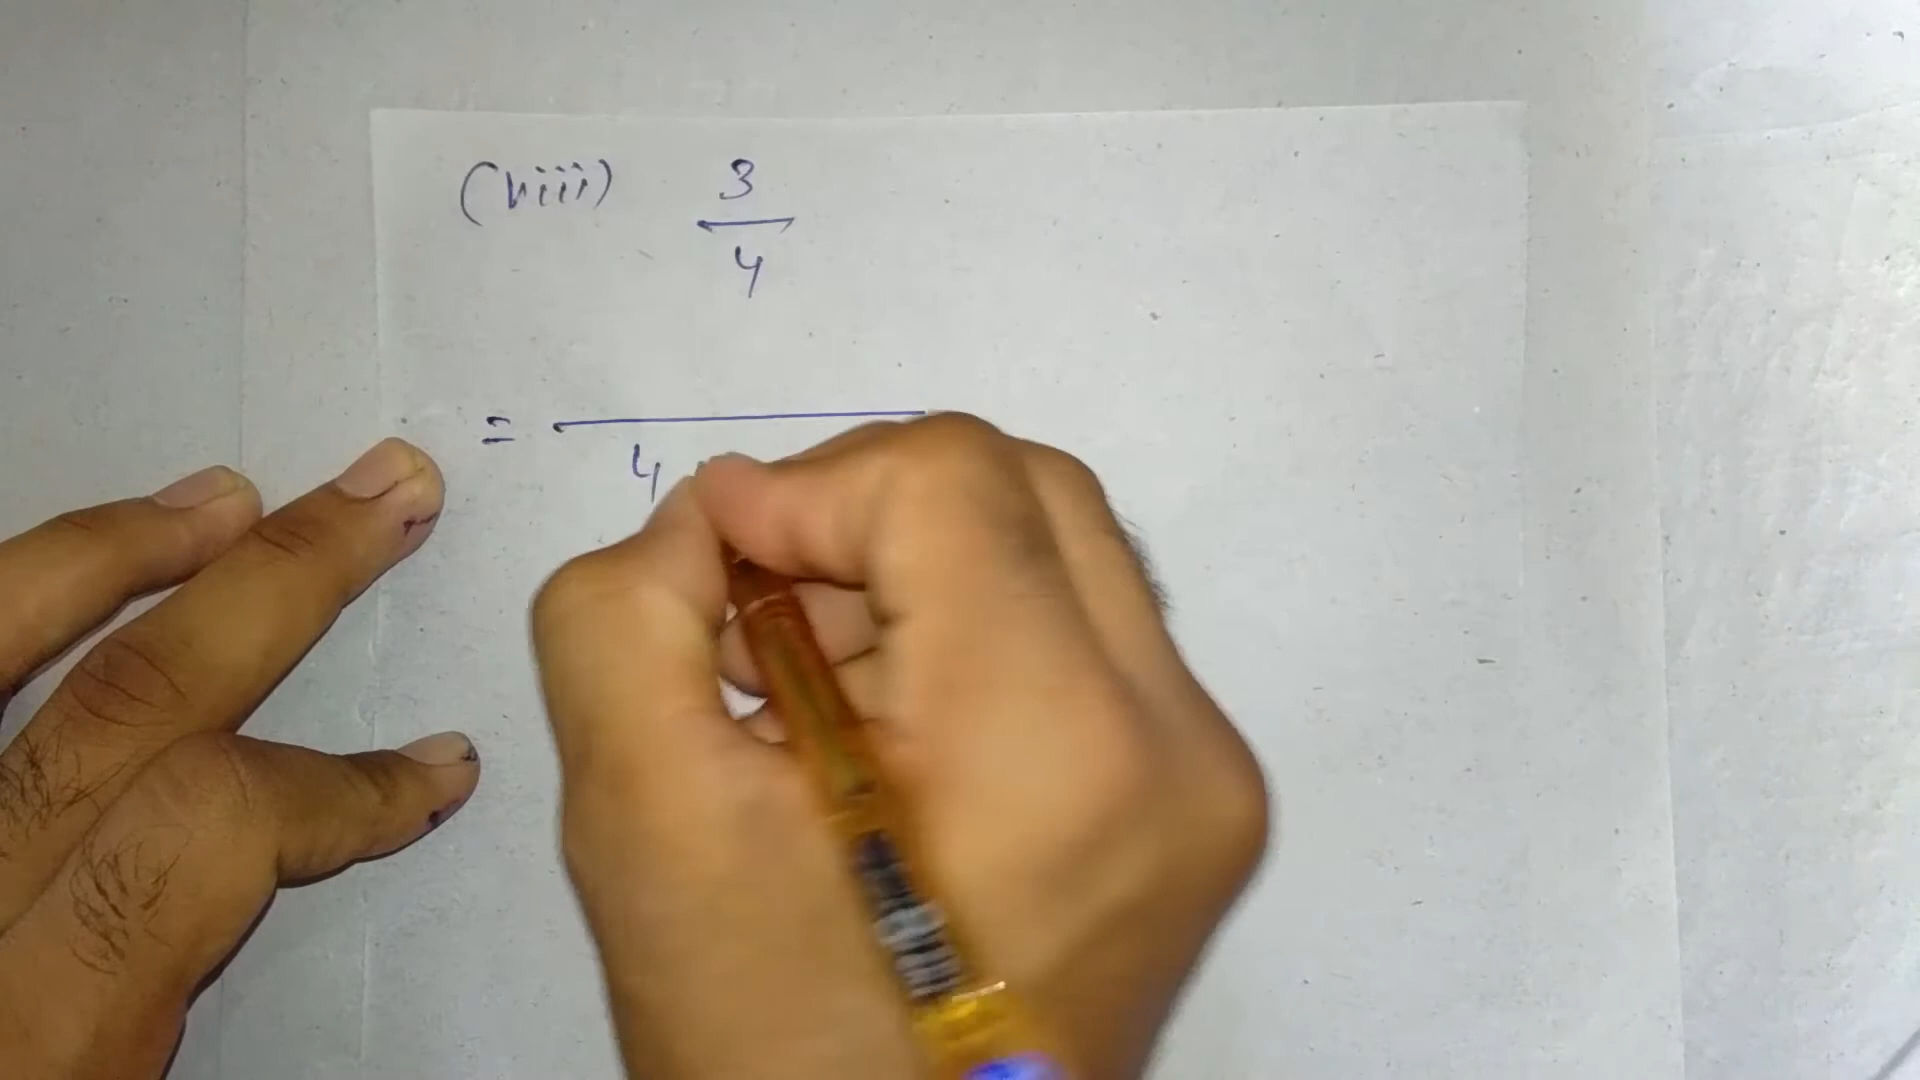 (viii) 3/4
= /4